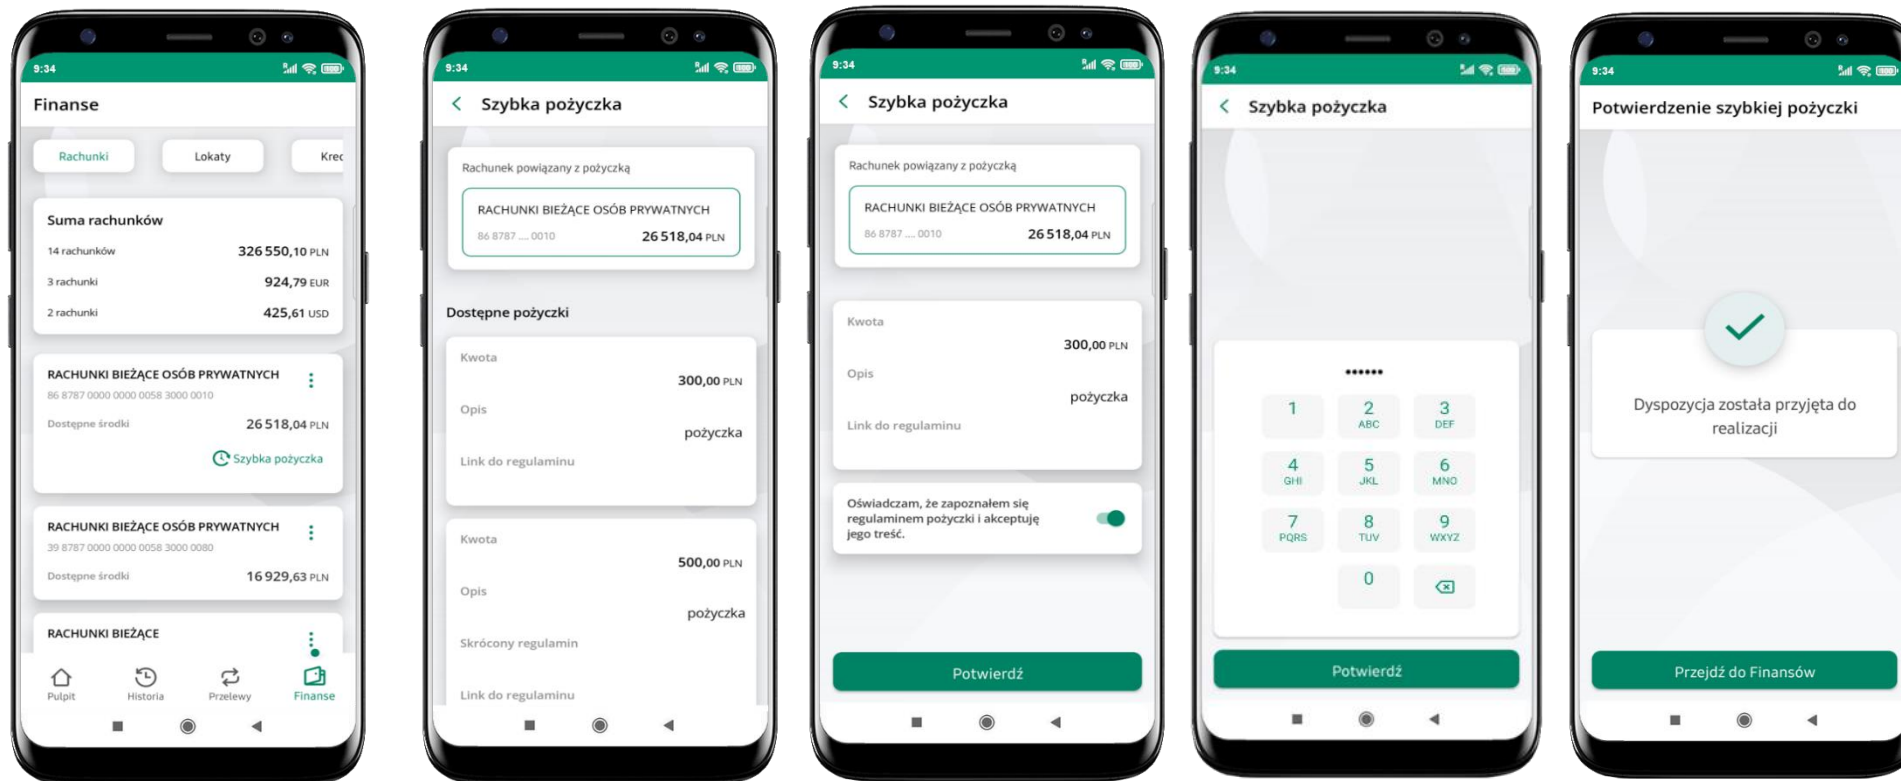 9:34
Finanse
Rachunki
Lokaty
Krec
Suma rachunków
14 rachunków 326 550,10 PLN
3 rachunki 924,79 EUR
2 rachunki 425,61 USD
RACHUNKI BIEŻĄCE OSÓB PRYWATNYCH
86 8787 0000 0000 0058 3000 0010
Dostępne środki 26 518,04 PLN
Szybka pożyczka
RACHUNKI BIEŻĄCE OSÓB PRYWATNYCH
39 8787 0000 0000 0058 3000 0080
Dostępne środki 16 929,63 PLN
RACHUNKI BIEŻĄCE
Pulpit Historia Przelewy Finanse
9:34
Szybka pożyczka
Rachunek powiązany z pożyczką
RACHUNKI BIEŻĄCE OSÓB PRYWATNYCH
86 8787 .... 0010 26 518,04 PLN
Dostępne pożyczki
Kwota
300,00 PLN
Opis
pożyczka
Link do regulaminu
Kwota
500,00 PLN
Opis
pożyczka
Skrócony regulamin
Link do regulaminu
9:34
Szybka pożyczka
Rachunek powiązany z pożyczką
RACHUNKI BIEŻĄCE OSÓB PRYWATNYCH
86 8787 .... 0010 26 518,04 PLN
Kwota
300,00 PLN
Opis
pożyczka
Link do regulaminu
Oświadczam, że zapoznałem się
regulaminem pożyczki i akceptuję
jego treść.
Potwierdź
9:34
Szybka pożyczka
••••••
1 2 3
ABC DEF
4 5 6
GHI JKL MNO
7 8 9
PQRS TUV WXYZ
0
Potwierdź
9:34
Potwierdzenie szybkiej pożyczki
Dyspozycja została przyjęta do
realizacji
Przejdź do Finansów